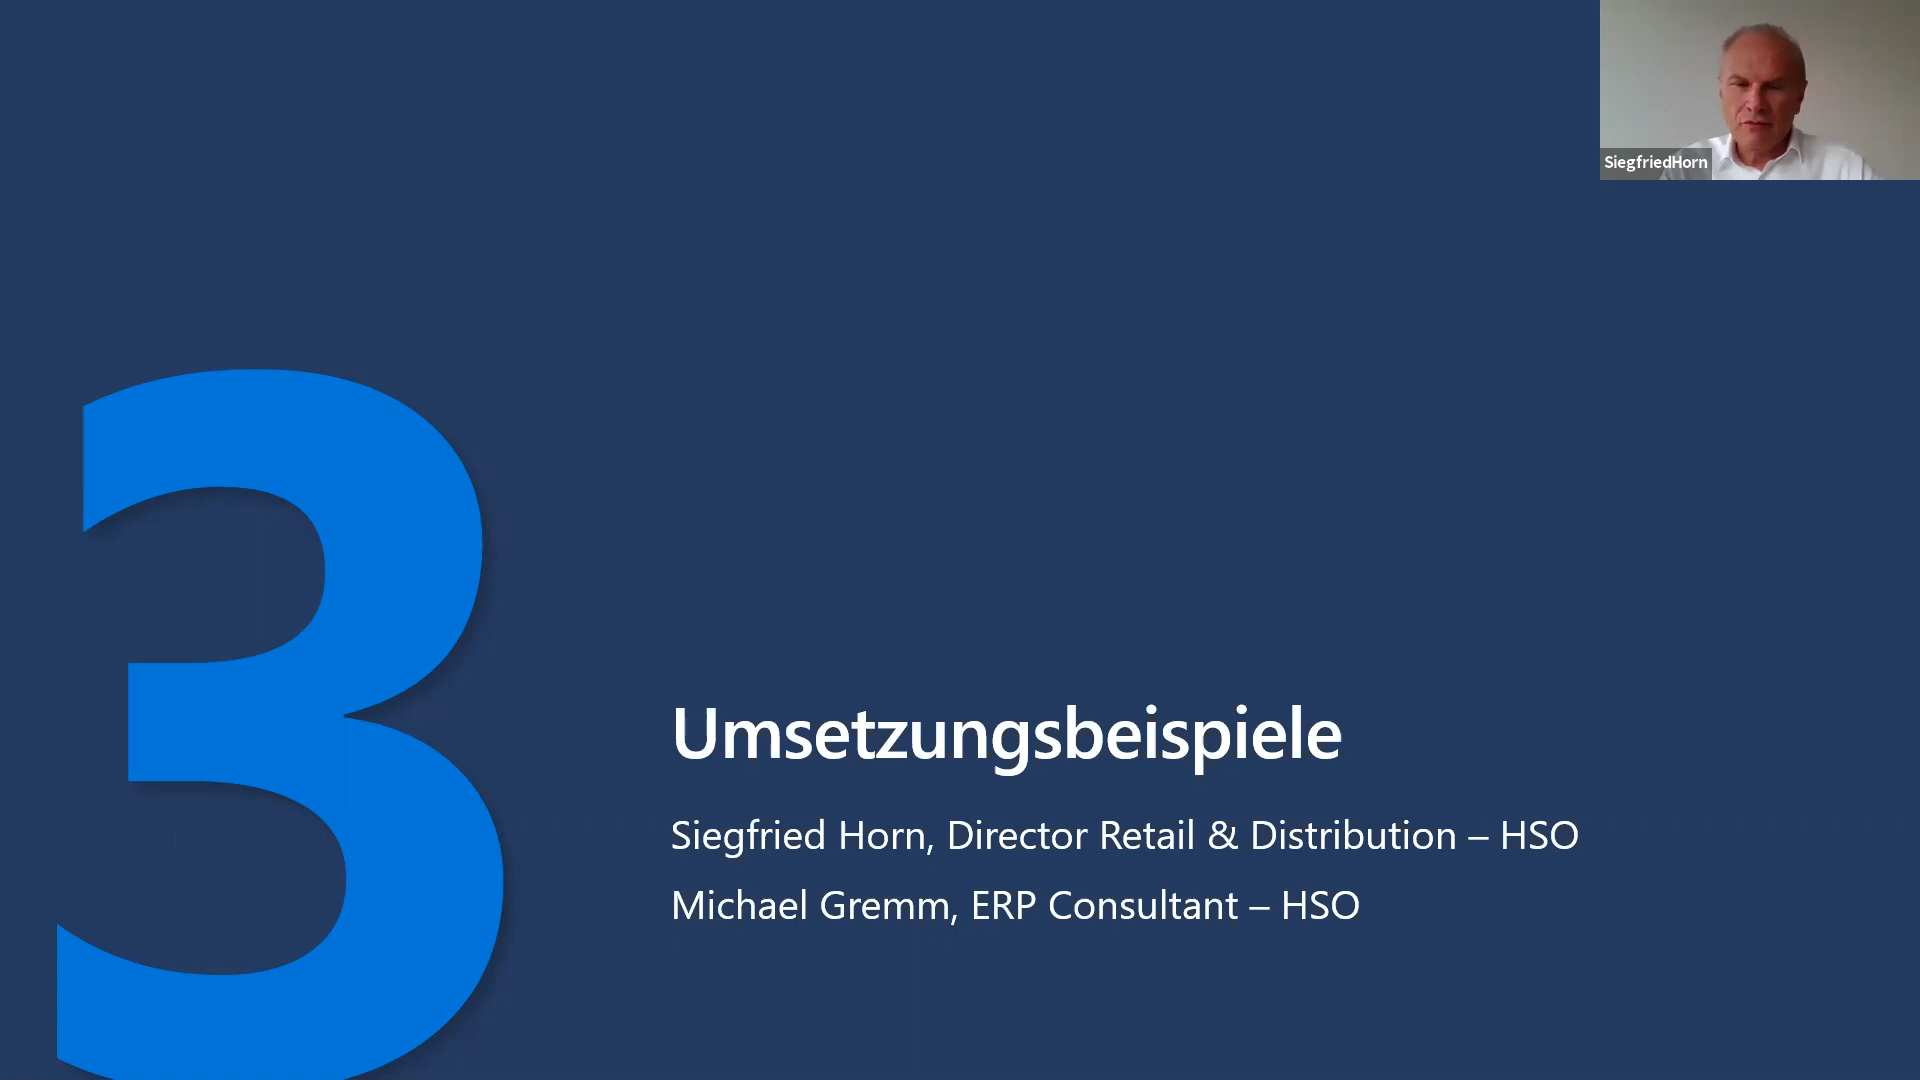 SiegfriedHorn
3
Umsetzungsbeispiele
Siegfried Horn, Director Retail & Distribution – HSO
Michael Gremm, ERP Consultant – HSO